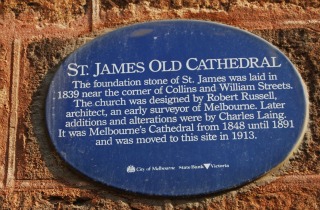 ST. JAMES OLD CATHEDRAL
The foundation stone of St. James was laid in
1839 near the corner of Collins and William Streets.
The church was designed by Robert Russell,
architect, an early surveyor of Melbourne. Later
additions and alterations were by Charles Laing.
It was Melbourne's Cathedral from 1848 until 1891
and was moved to this site in 1913.
City of Melbourne State Bank Victoria